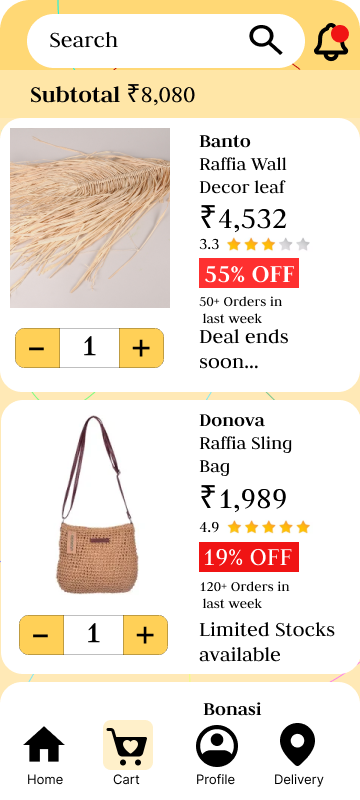 Search
Subtotal ₹8,080
Banto
Raffia Wall
Decor leaf
₹4,532
3.3
55% OFF
50+ Orders in
last week
Deal ends
soon...
− 1 +
Donova
Raffia Sling
Bag
₹1,989
4.9
19% OFF
120+ Orders in
last week
Limited Stocks
available
− 1 +
Bonasi
Home Cart Profile Delivery